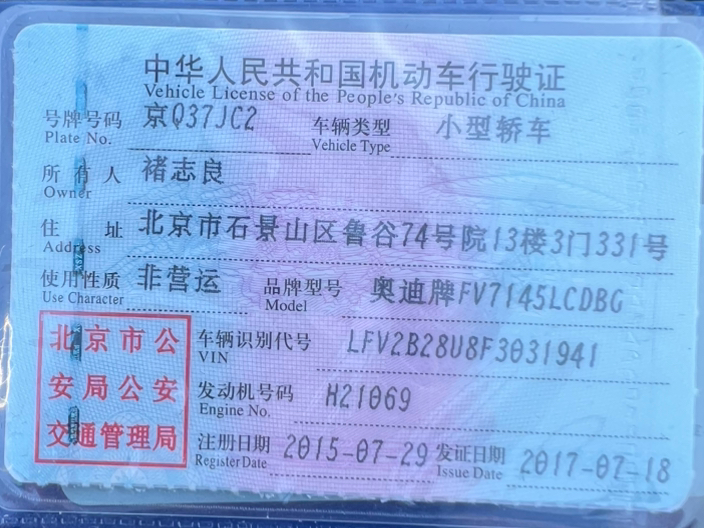 中华人民共和国机动车行驶证
Vehicle License of the People's Republic of China
号牌号码 京Q37JC2 车辆类型 小型轿车
Plate No. Vehicle Type
所有人 褚志良
Owner
住址 北京市石景山区鲁谷74号院13楼3门331号
Address
使用性质 非营运 品牌型号 奥迪牌FV7145LCDBG
Use Character Model
北京市公
安局公安
交通管理局
车辆识别代号 LFV2B28U8F3031941
VIN
发动机号码 H21069
Engine No.
注册日期 2015-07-29 发证日期 2017-07-18
Register Date Issue Date